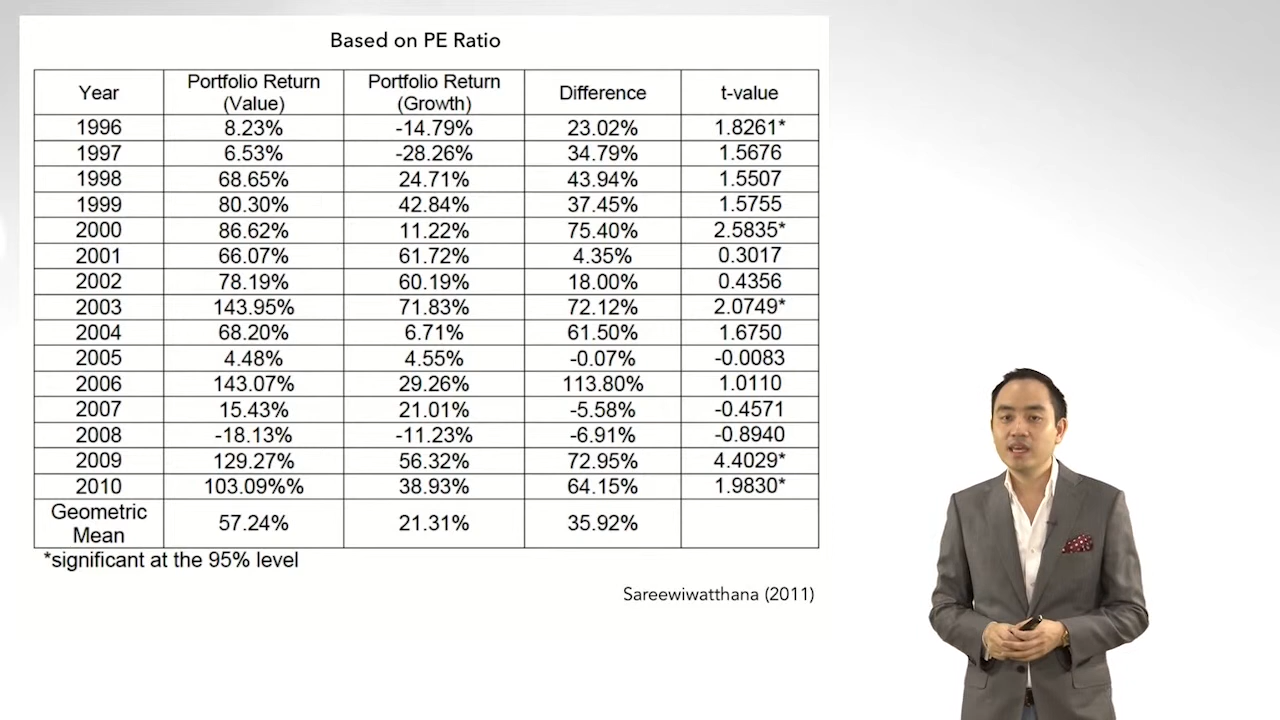 Based on PE Ratio
Year Portfolio Return (Value) Portfolio Return (Growth) Difference t-value
1996 8.23% -14.79% 23.02% 1.8261*
1997 6.53% -28.26% 34.79% 1.5676
1998 68.65% 24.71% 43.94% 1.5507
1999 80.30% 42.84% 37.45% 1.5755
2000 86.62% 11.22% 75.40% 2.5835*
2001 66.07% 61.72% 4.35% 0.3017
2002 78.19% 60.19% 18.00% 0.4356
2003 143.95% 71.83% 72.12% 2.0749*
2004 68.20% 6.71% 61.50% 1.6750
2005 4.48% 4.55% -0.07% -0.0083
2006 143.07% 29.26% 113.80% 1.0110
2007 15.43% 21.01% -5.58% -0.4571
2008 -18.13% -11.23% -6.91% -0.8940
2009 129.27% 56.32% 72.95% 4.4029*
2010 103.09%% 38.93% 64.15% 1.9830*
Geometric Mean 57.24% 21.31% 35.92%
*significant at the 95% level
Sareewiwatthana (2011)